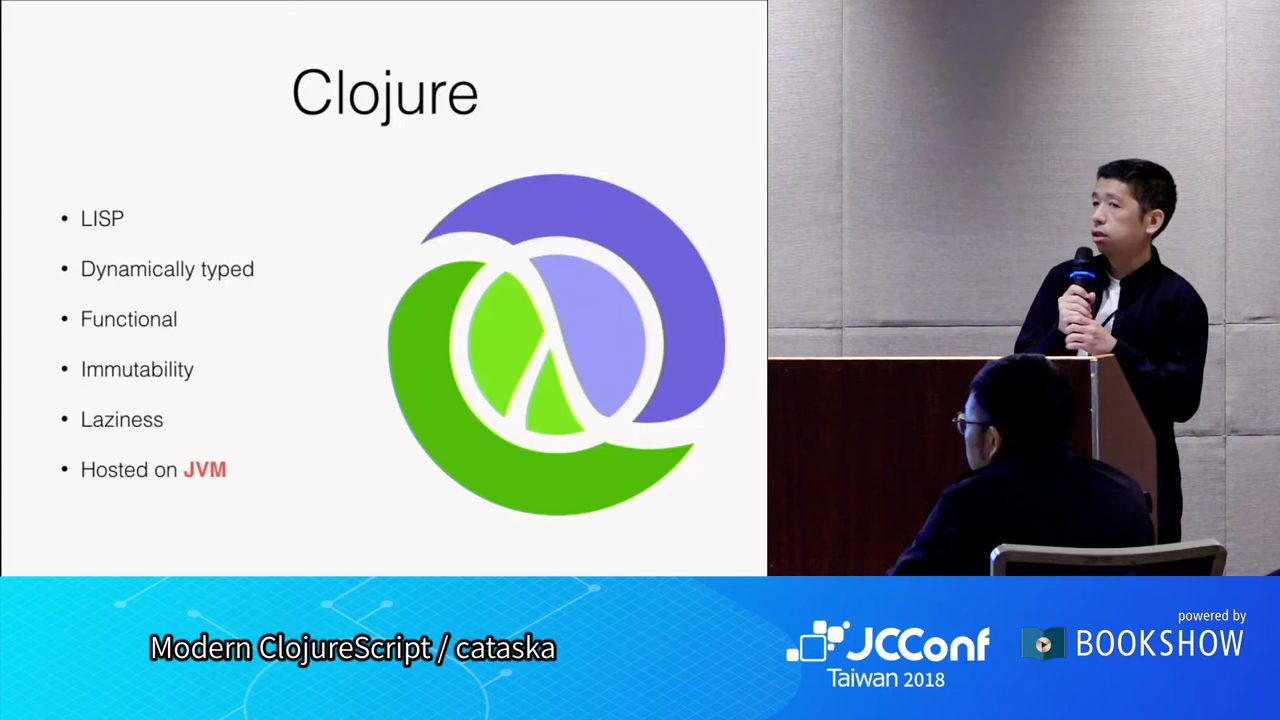 Clojure
• LISP
• Dynamically typed
• Functional
• Immutability
• Laziness
• Hosted on JVM
Modern ClojureScript / cataska
JCConf
Taiwan 2018
powered by
BOOKSHOW